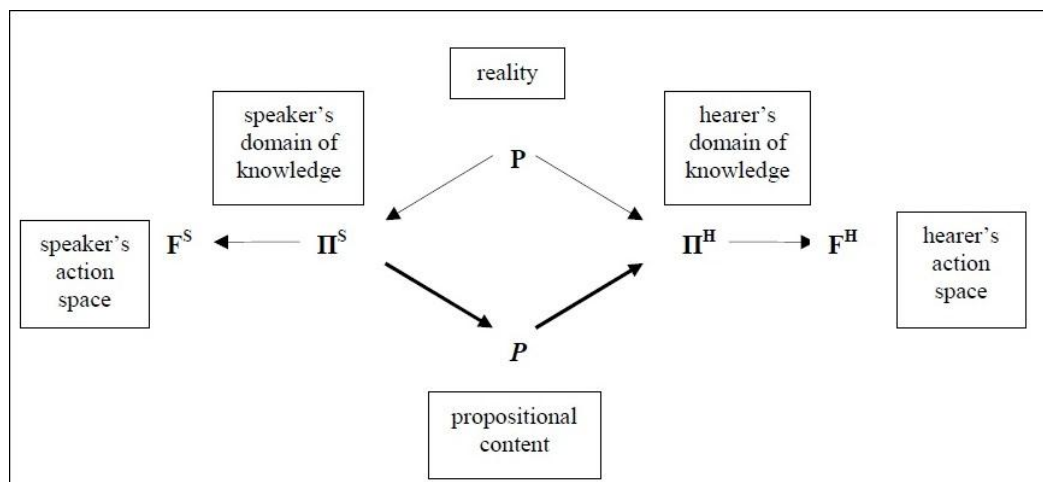 reality
speaker's
domain of
knowledge
hearer's
domain of
knowledge
P
speaker's
action
space
F^S
Π^S
Π^H
F^H
hearer's
action
space
P
propositional
content